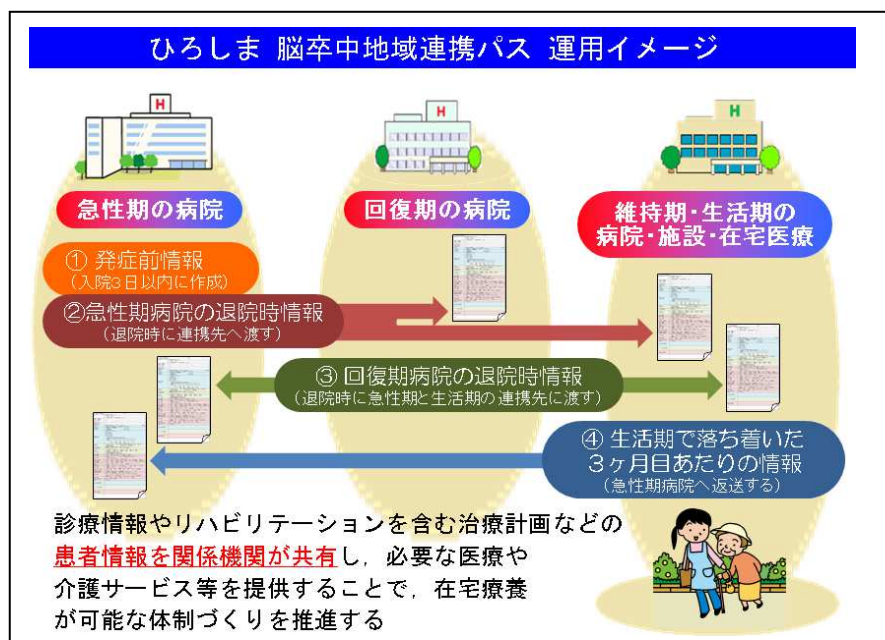 ひろしま 脳卒中地域連携パス 運用イメージ
H
H
H
急性期の病院
回復期の病院
維持期・生活期の
病院・施設・在宅医療
① 発症前情報
（入院3日以内に作成）
②急性期病院の退院時情報
（退院時に連携先へ渡す）
③ 回復期病院の退院時情報
（退院時に急性期と生活期の連携先に渡す）
④ 生活期で落ち着いた
３ヶ月目あたりの情報
（急性期病院へ返送する）
診療情報やリハビリテーションを含む治療計画などの
患者情報を関係機関が共有し，必要な医療や
介護サービス等を提供することで，在宅療養
が可能な体制づくりを推進する